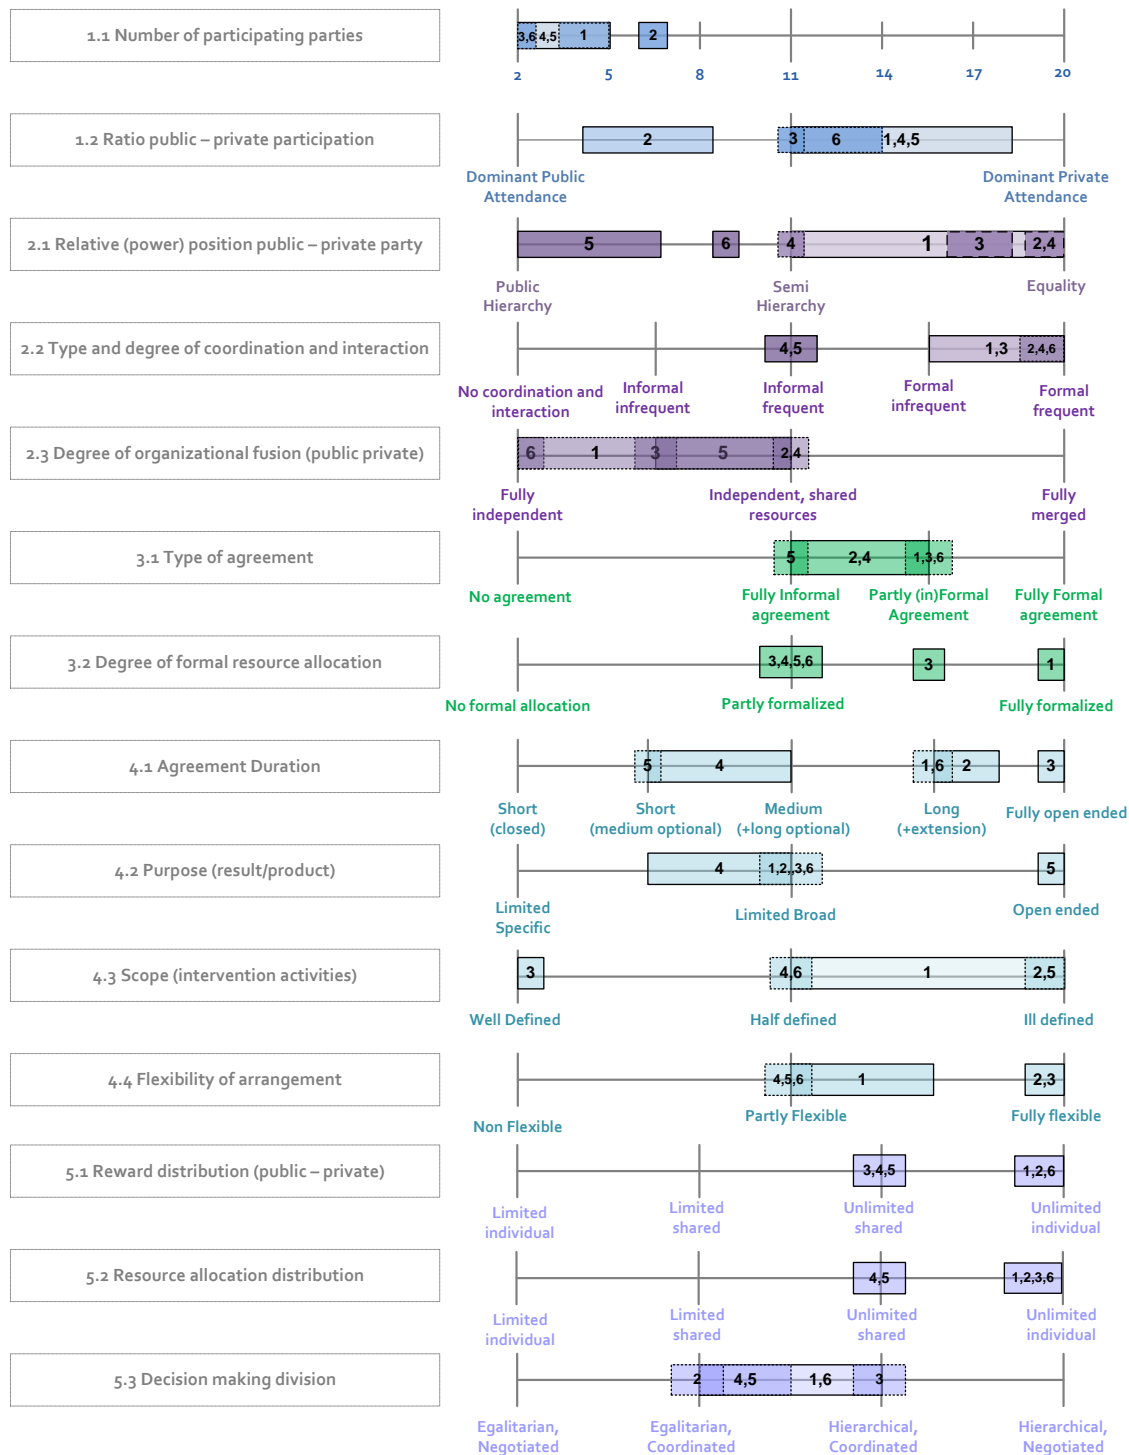 1.1 Number of participating parties
3,6 4,5 1 2
2 5 8 11 14 17 20
1.2 Ratio public – private participation
2 3 6 1,4,5
Dominant Public
Attendance
Dominant Private
Attendance
2.1 Relative (power) position public – private party
5 6 4 1 3 2,4
Public
Hierarchy
Semi
Hierarchy
Equality
2.2 Type and degree of coordination and interaction
4,5 1,3 2,4,6
No coordination and
interaction
Informal
infrequent
Informal
frequent
Formal
infrequent
Formal
frequent
2.3 Degree of organizational fusion (public private)
6 1 3 5 2,4
Fully
independent
Independent, shared
resources
Fully
merged
3.1 Type of agreement
5 2,4 1,3,6
No agreement
Fully Informal
agreement
Partly (in)Formal
Agreement
Fully Formal
agreement
3.2 Degree of formal resource allocation
3,4,5,6 3 1
No formal allocation
Partly formalized
Fully formalized
4.1 Agreement Duration
5 4 1,6 2 3
Short
(closed)
Short
(medium optional)
Medium
(+long optional)
Long
(+extension)
Fully open ended
4.2 Purpose (result/product)
4 1,2,,3,6 5
Limited
Specific
Limited Broad
Open ended
4.3 Scope (intervention activities)
3 4,6 1 2,5
Well Defined
Half defined
Ill defined
4.4 Flexibility of arrangement
4,5,6 1 2,3
Non Flexible
Partly Flexible
Fully flexible
5.1 Reward distribution (public – private)
3,4,5 1,2,6
Limited
individual
Limited
shared
Unlimited
shared
Unlimited
individual
5.2 Resource allocation distribution
4,5 1,2,3,6
Limited
individual
Limited
shared
Unlimited
shared
Unlimited
individual
5.3 Decision making division
2 4,5 1,6 3
Egalitarian,
Negotiated
Egalitarian,
Coordinated
Hierarchical,
Coordinated
Hierarchical,
Negotiated